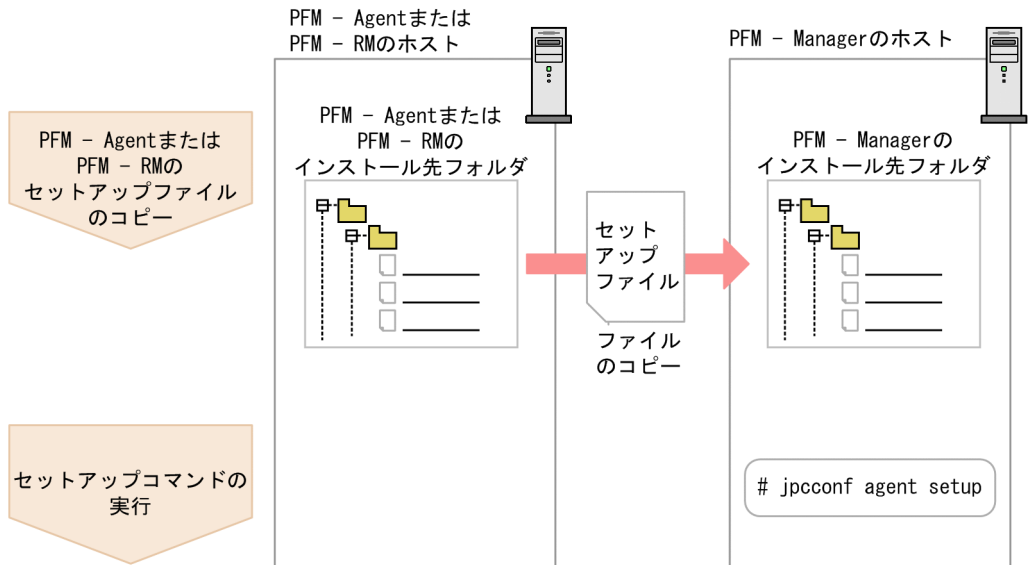 PFM - Agentまたは
PFM - RMのホスト
PFM - Managerのホスト
PFM - Agentまたは
PFM - RMの
セットアップファイル
のコピー
PFM - Agentまたは
PFM - RMの
インストール先フォルダ
セット
アップ
ファイル
ファイル
のコピー
PFM - Managerの
インストール先フォルダ
セットアップコマンドの
実行
# jpcconf agent setup